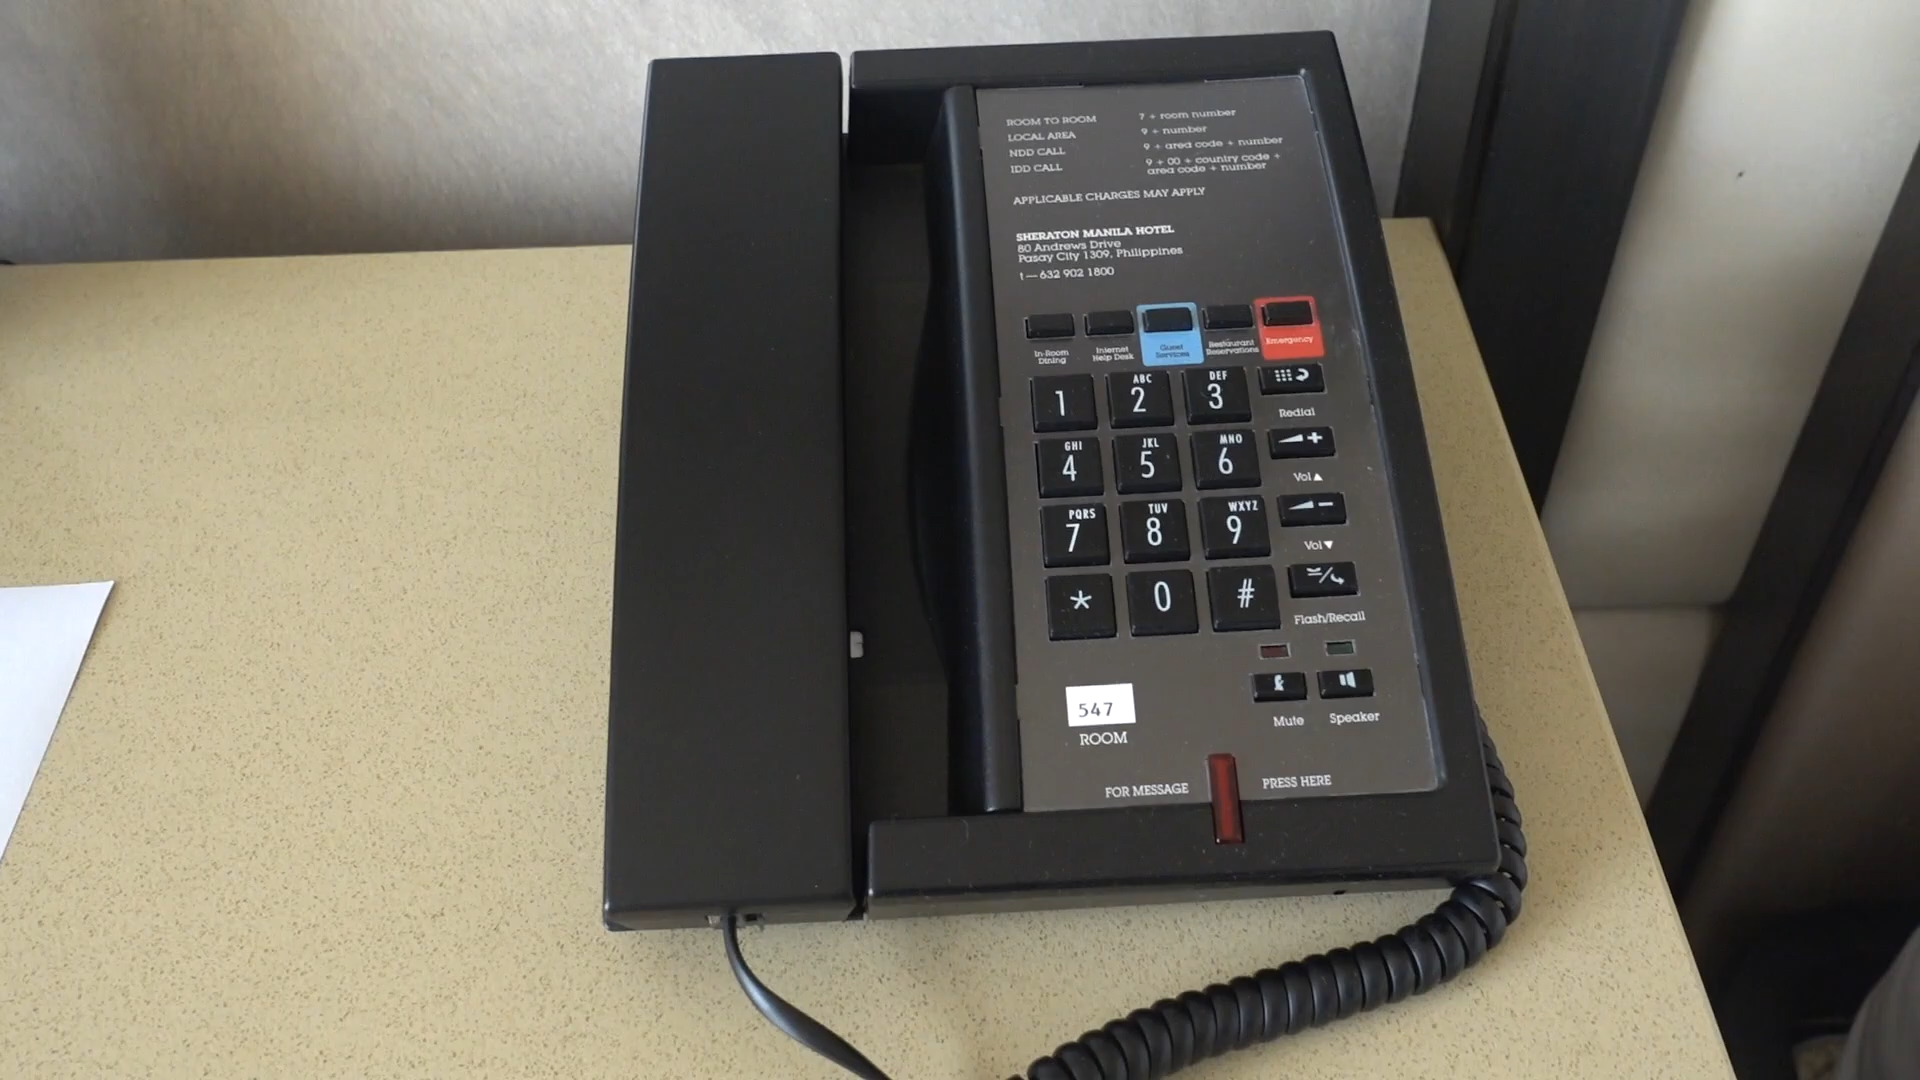 ROOM TO ROOM 7 + room number
LOCAL AREA 9 + number
NDD CALL 9 + area code + number
IDD CALL 9 + 00 + country code +
area code + number
APPLICABLE CHARGES MAY APPLY
SHERATON MANILA HOTEL
80 Andrews Drive
Pasay City 1309, Philippines
t — 632 902 1800
In-Room
Dining
Internet
Help Desk
Guest
Services
Restaurant
Reservations
Emergency
1
ABC
2
DEF
3
Redial
GHI
4
JKL
5
MNO
6
+
Vol▲
PQRS
7
TUV
8
WXYZ
9
−
Vol▼
*
0
#
Flash/Recall
Mute
Speaker
547
ROOM
FOR MESSAGE PRESS HERE